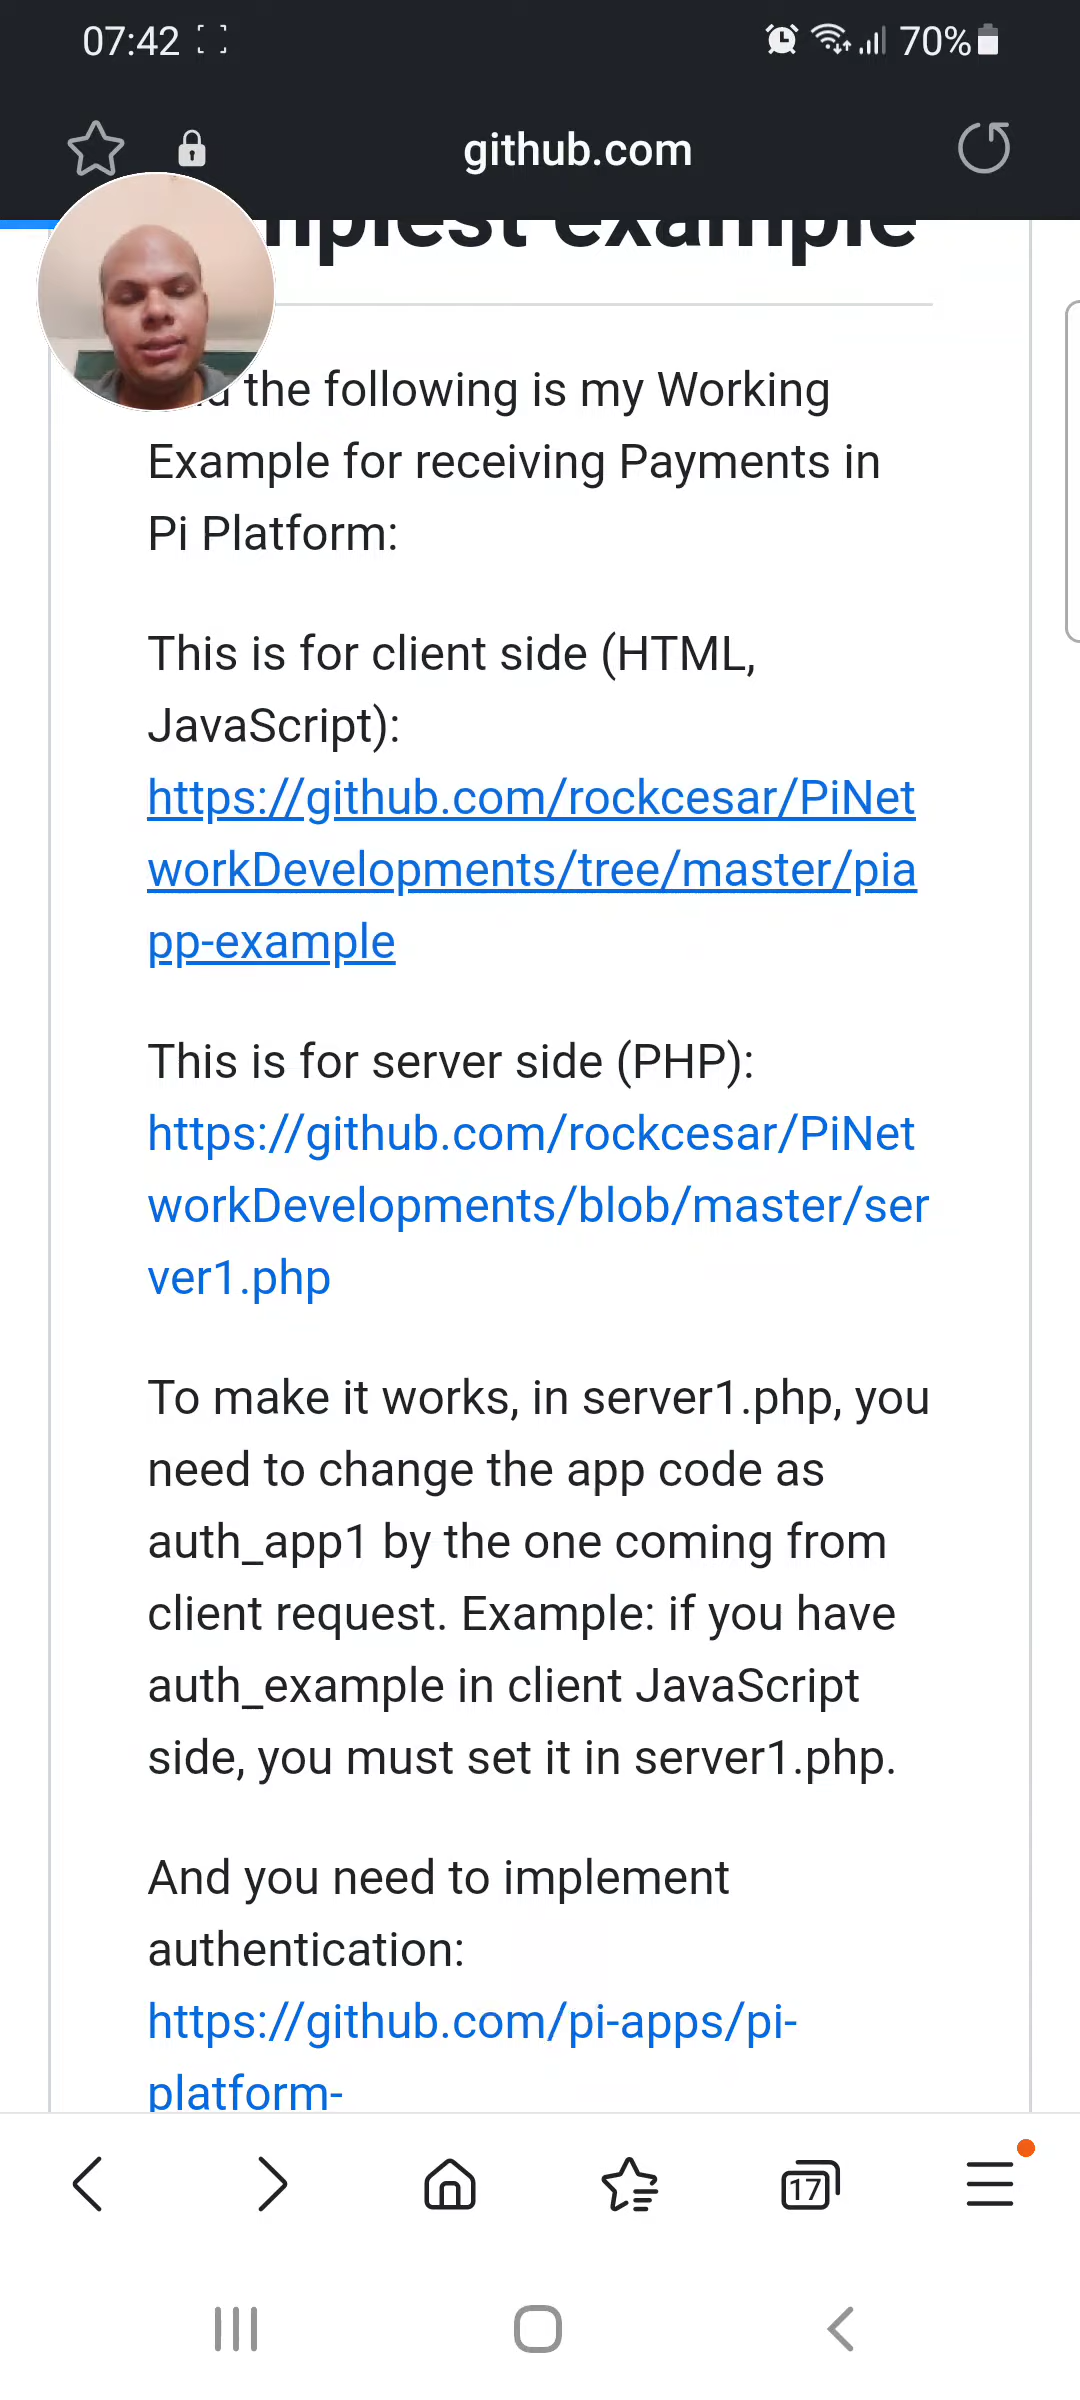 07:42
70%
github.com
example
the following is my Working
Example for receiving Payments in
Pi Platform:
This is for client side (HTML,
JavaScript):
https://github.com/rockcesar/PiNet
workDevelopments/tree/master/pia
pp-example
This is for server side (PHP):
https://github.com/rockcesar/PiNet
workDevelopments/blob/master/ser
ver1.php
To make it works, in server1.php, you
need to change the app code as
auth_app1 by the one coming from
client request. Example: if you have
auth_example in client JavaScript
side, you must set it in server1.php.
And you need to implement
authentication:
https://github.com/pi-apps/pi-
platform-
17